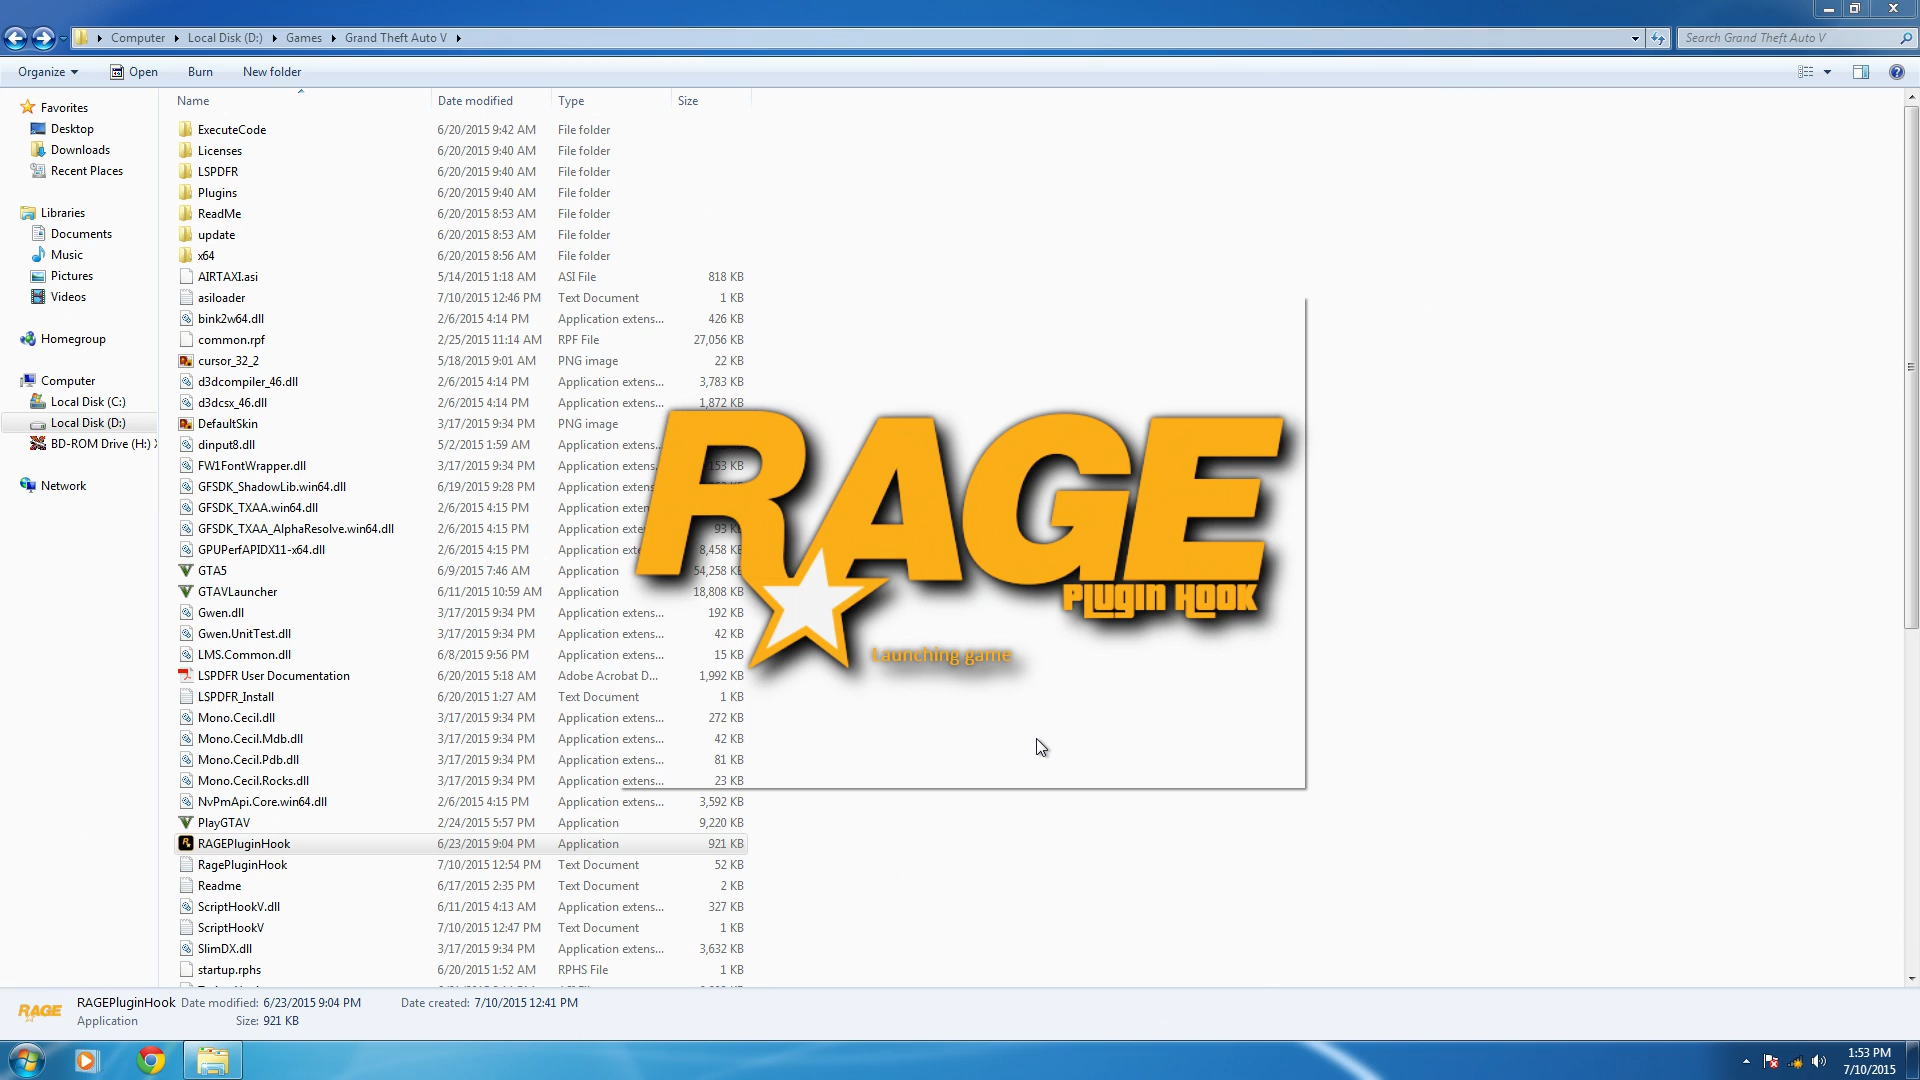 Computer Local Disk (D:) Games Grand Theft Auto V
Search Grand Theft Auto V
Organize Open Burn New folder
Name Date modified Type Size
Favorites
Desktop
Downloads
Recent Places
Libraries
Documents
Music
Pictures
Videos
Homegroup
Computer
Local Disk (C:)
Local Disk (D:)
BD-ROM Drive (H:)
Network
ExecuteCode 6/20/2015 9:42 AM File folder
Licenses 6/20/2015 9:40 AM File folder
LSPDFR 6/20/2015 9:40 AM File folder
Plugins 6/20/2015 9:40 AM File folder
ReadMe 6/20/2015 8:53 AM File folder
update 6/20/2015 8:53 AM File folder
x64 6/20/2015 8:56 AM File folder
AIRTAXI.asi 5/14/2015 1:18 AM ASI File 818 KB
asiloader 7/10/2015 12:46 PM Text Document 1 KB
bink2w64.dll 2/6/2015 4:14 PM Application extens... 426 KB
common.rpf 2/25/2015 11:14 AM RPF File 27,056 KB
cursor_32_2 5/18/2015 9:01 AM PNG image 22 KB
d3dcompiler_46.dll 2/6/2015 4:14 PM Application extens... 3,783 KB
d3dcsx_46.dll 2/6/2015 4:14 PM Application extens... 1,872 KB
DefaultSkin 3/17/2015 9:34 PM PNG image
dinput8.dll 5/2/2015 1:59 AM Application extens
FW1FontWrapper.dll 3/17/2015 9:34 PM Application extens 153 KB
GFSDK_ShadowLib.win64.dll 6/19/2015 9:28 PM Application exten
GFSDK_TXAA.win64.dll 2/6/2015 4:15 PM Application exten
GFSDK_TXAA_AlphaResolve.win64.dll 2/6/2015 4:15 PM Application exte 93 K
GPUPerfAPIDX11-x64.dll 2/6/2015 4:15 PM Application exte 8,458 KB
GTA5 6/9/2015 7:46 AM Application 54,258 KB
GTAVLauncher 6/11/2015 10:59 AM Application 18,808 KB
Gwen.dll 3/17/2015 9:34 PM Application extens... 192 KB
Gwen.UnitTest.dll 3/17/2015 9:34 PM Application extens... 42 KB
LMS.Common.dll 6/8/2015 9:56 PM Application extens... 15 KB
LSPDFR User Documentation 6/20/2015 5:18 AM Adobe Acrobat D... 1,992 KB
LSPDFR_Install 6/20/2015 1:27 AM Text Document 1 KB
Mono.Cecil.dll 3/17/2015 9:34 PM Application extens... 272 KB
Mono.Cecil.Mdb.dll 3/17/2015 9:34 PM Application extens... 42 KB
Mono.Cecil.Pdb.dll 3/17/2015 9:34 PM Application extens... 81 KB
Mono.Cecil.Rocks.dll 3/17/2015 9:34 PM Application extens... 23 KB
NvPmApi.Core.win64.dll 2/6/2015 4:15 PM Application extens... 3,592 KB
PlayGTAV 2/24/2015 5:57 PM Application 9,220 KB
RAGEPluginHook 6/23/2015 9:04 PM Application 921 KB
RagePluginHook 7/10/2015 12:54 PM Text Document 52 KB
Readme 6/17/2015 2:35 PM Text Document 2 KB
ScriptHookV.dll 6/11/2015 4:13 AM Application extens... 327 KB
ScriptHookV 7/10/2015 12:47 PM Text Document 1 KB
SlimDX.dll 3/17/2015 9:34 PM Application extens... 3,632 KB
startup.rphs 6/20/2015 1:52 AM RPHS File 1 KB
RAGE
PLUGIN HOOK
Launching game
RAGE
RAGEPluginHook Date modified: 6/23/2015 9:04 PM Date created: 7/10/2015 12:41 PM
Application Size: 921 KB
1:53 PM
7/10/2015